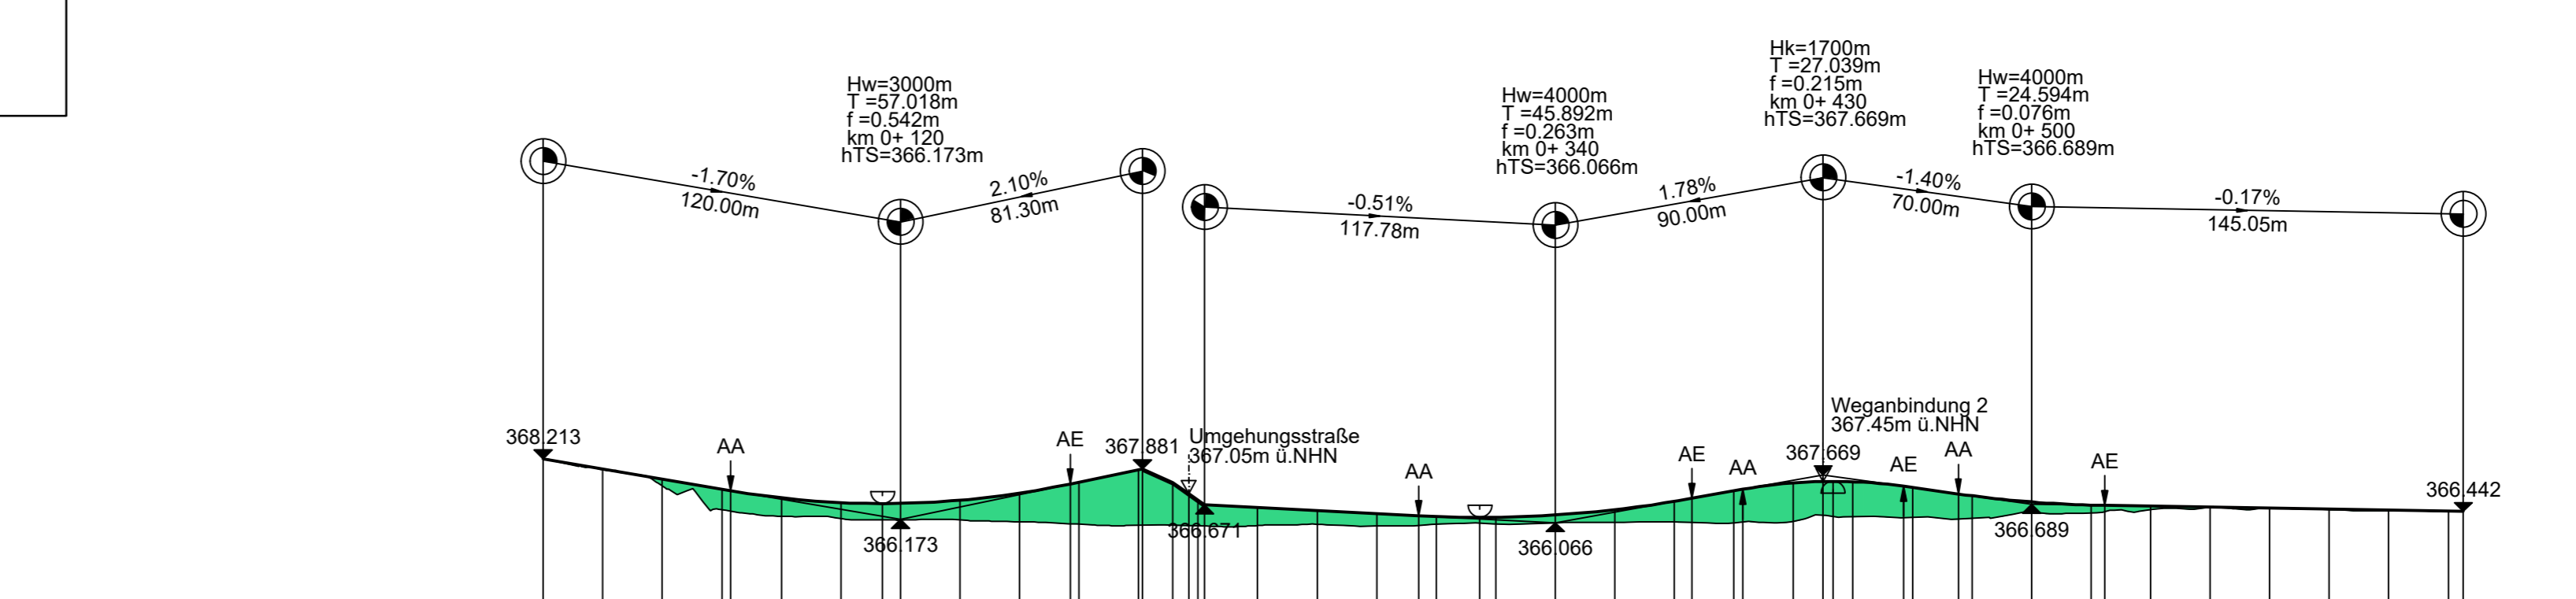 Hw=3000m
T =57.018m
f =0.542m
km 0+ 120
hTS=366.173m
Hw=4000m
T =45.892m
f =0.263m
km 0+ 340
hTS=366.066m
Hk=1700m
T =27.039m
f =0.215m
km 0+ 430
hTS=367.669m
Hw=4000m
T =24.594m
f =0.076m
km 0+ 500
hTS=366.689m
-1.70%
120.00m
2.10%
81.30m
-0.51%
117.78m
1.78%
90.00m
-1.40%
70.00m
-0.17%
145.05m
368.213
AA
366.173
AE
367.881
Umgehungsstraße
367.05m ü.NHN
366.671
AA
366.066
AE
AA
Weganbindung 2
367.45m ü.NHN
367.669
AE
AA
366.689
AE
366.442